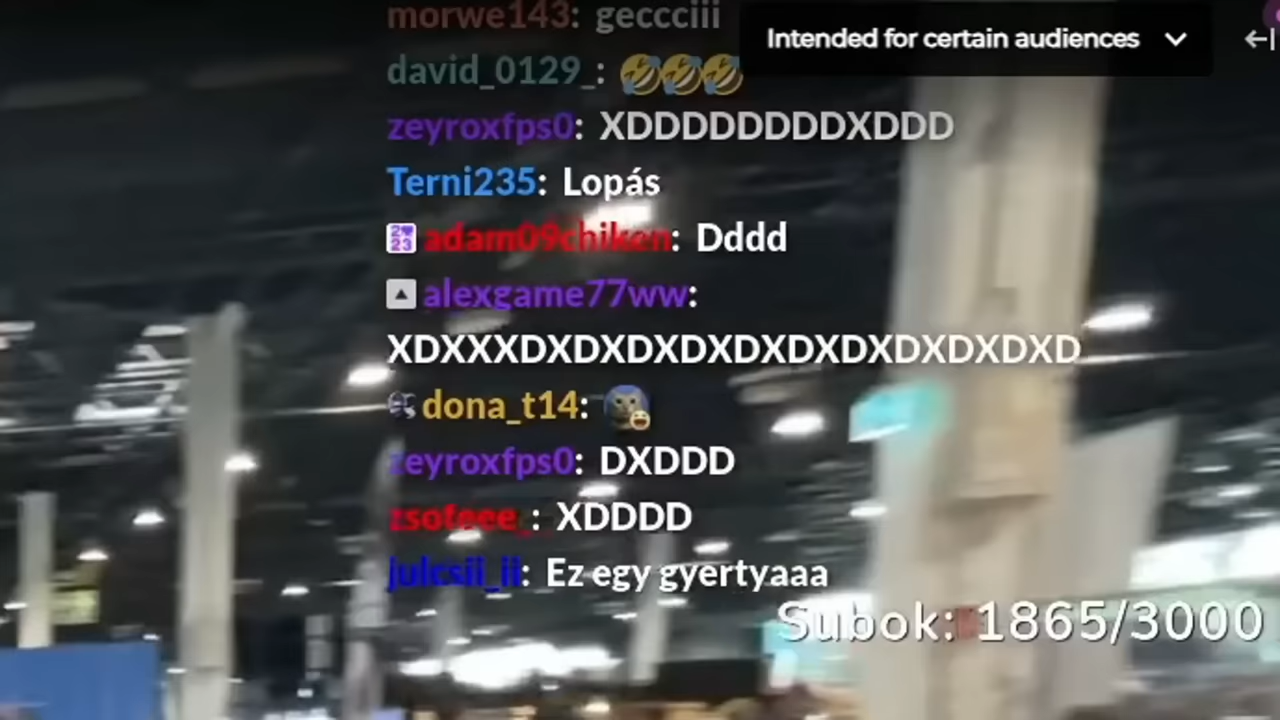 morwe143: geccciii
Intended for certain audiences
david_0129_: 🤣🤣🤣
zeyroxfps0: XDDDDDDDDXDDD
Terni235: Lopás
adam09chiken: Dddd
alexgame77ww:
XDXXXDXDXDXDXDXDXDXDXDXDXD
dona_t14:
zeyroxfps0: DXDDD
zsofeee_: XDDDD
julcsii_ii: Ez egy gyertyaaa
Subok: 1865/3000